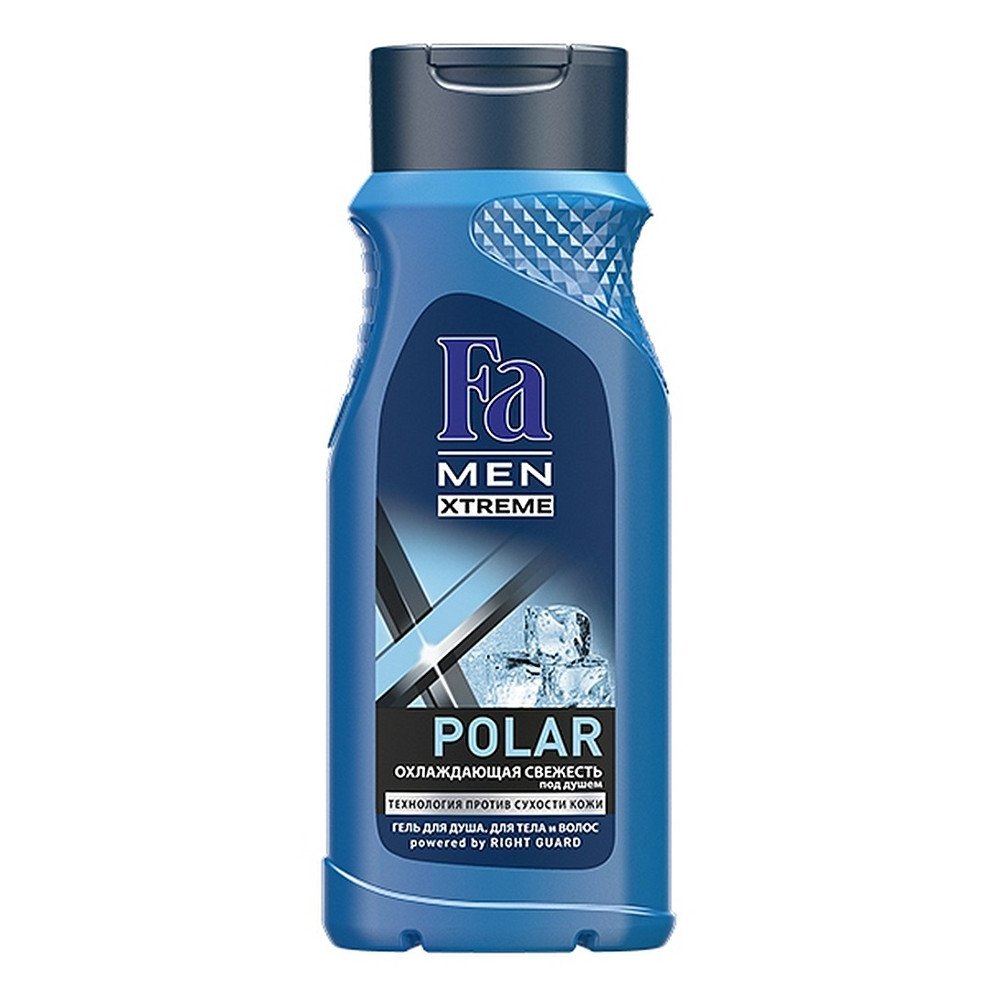 Fa
MEN
XTREME
POLAR
ОХЛАЖДАЮЩАЯ СВЕЖЕСТЬ
под душем
ТЕХНОЛОГИЯ ПРОТИВ СУХОСТИ КОЖИ
ГЕЛЬ ДЛЯ ДУША. ДЛЯ ТЕЛА и ВОЛОС
powered by RIGHT GUARD